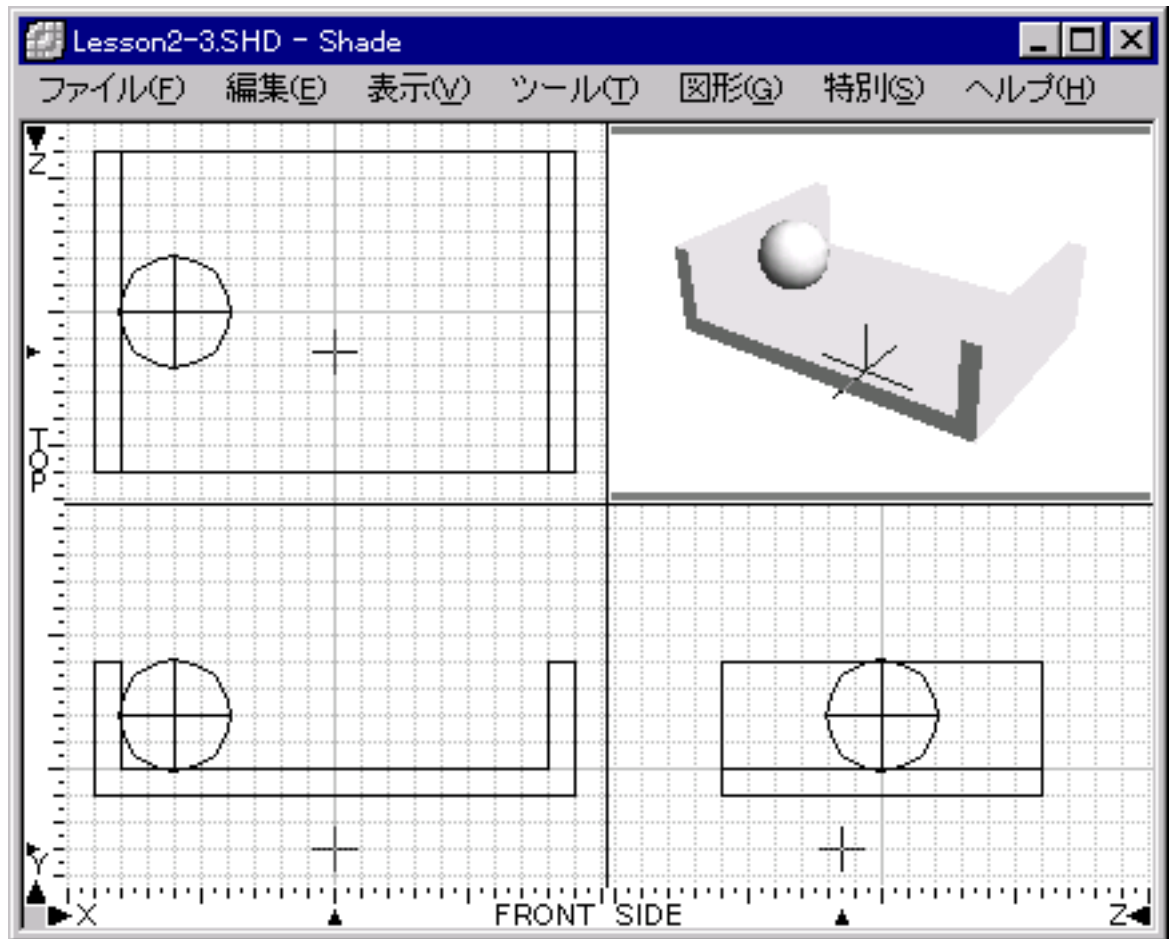 Lesson2-3.SHD - Shade
ファイル(F) 編集(E) 表示(V) ツール(T) 図形(G) 特別(S) ヘルプ(H)
Z
TOP
Y
X FRONT SIDE Z